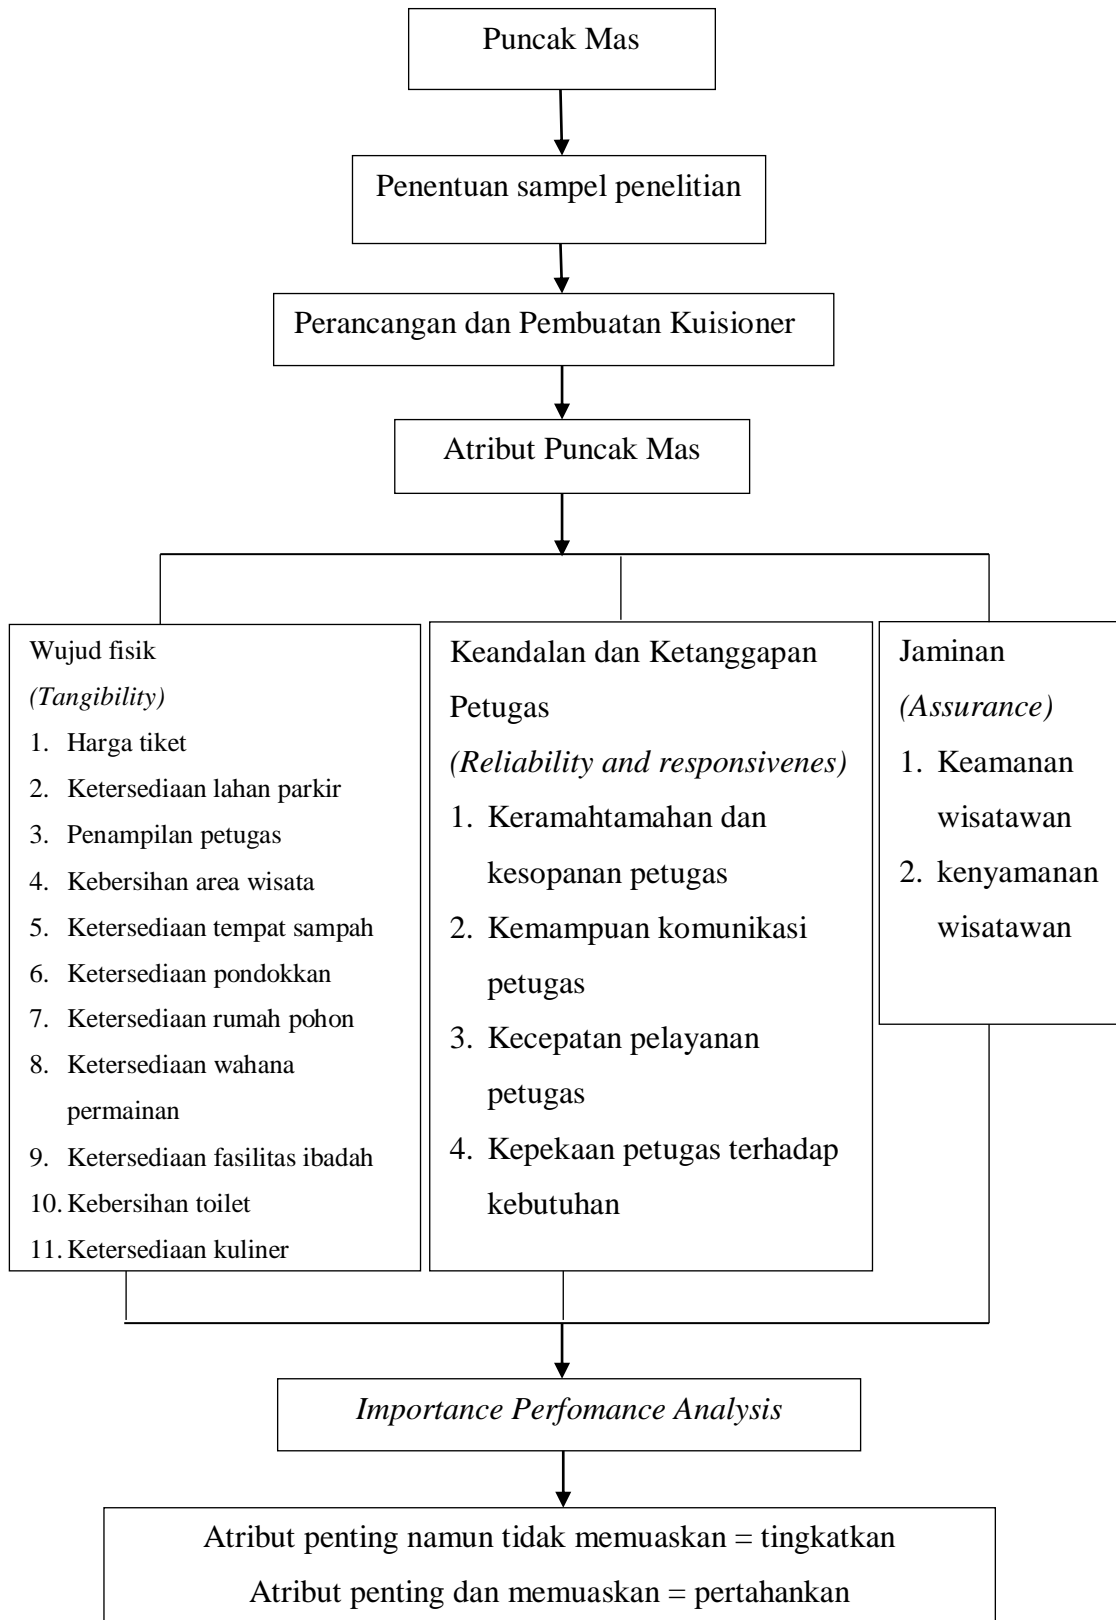 Puncak Mas
Penentuan sampel penelitian
Perancangan dan Pembuatan Kuisioner
Atribut Puncak Mas
Wujud fisik
(Tangibility)
1. Harga tiket
2. Ketersediaan lahan parkir
3. Penampilan petugas
4. Kebersihan area wisata
5. Ketersediaan tempat sampah
6. Ketersediaan pondokkan
7. Ketersediaan rumah pohon
8. Ketersediaan wahana
permainan
9. Ketersediaan fasilitas ibadah
10. Kebersihan toilet
11. Ketersediaan kuliner
Keandalan dan Ketanggapan
Petugas
(Reliability and responsivenes)
1. Keramahtamahan dan
kesopanan petugas
2. Kemampuan komunikasi
petugas
3. Kecepatan pelayanan
petugas
4. Kepekaan petugas terhadap
kebutuhan
Jaminan
(Assurance)
1. Keamanan
wisatawan
2. kenyamanan
wisatawan
Importance Perfomance Analysis
Atribut penting namun tidak memuaskan = tingkatkan
Atribut penting dan memuaskan = pertahankan